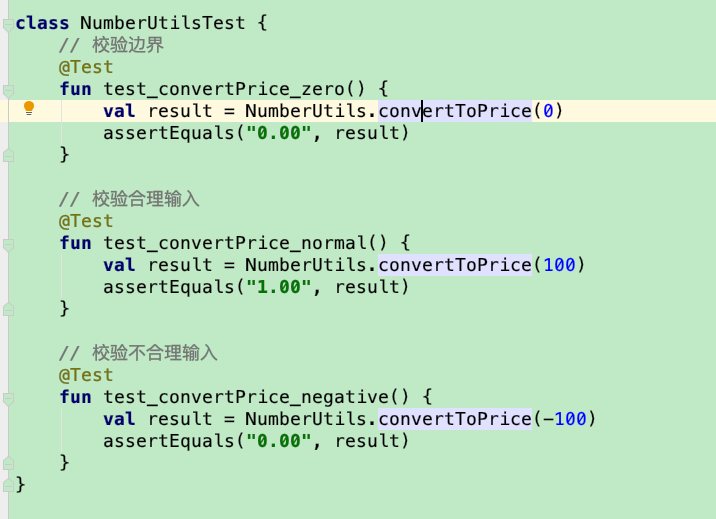 class NumberUtilsTest {
    // 校验边界
    @Test
    fun test_convertPrice_zero() {
        val result = NumberUtils.convertToPrice(0)
        assertEquals("0.00", result)
    }

    // 校验合理输入
    @Test
    fun test_convertPrice_normal() {
        val result = NumberUtils.convertToPrice(100)
        assertEquals("1.00", result)
    }

    // 校验不合理输入
    @Test
    fun test_convertPrice_negative() {
        val result = NumberUtils.convertToPrice(-100)
        assertEquals("0.00", result)
    }
}